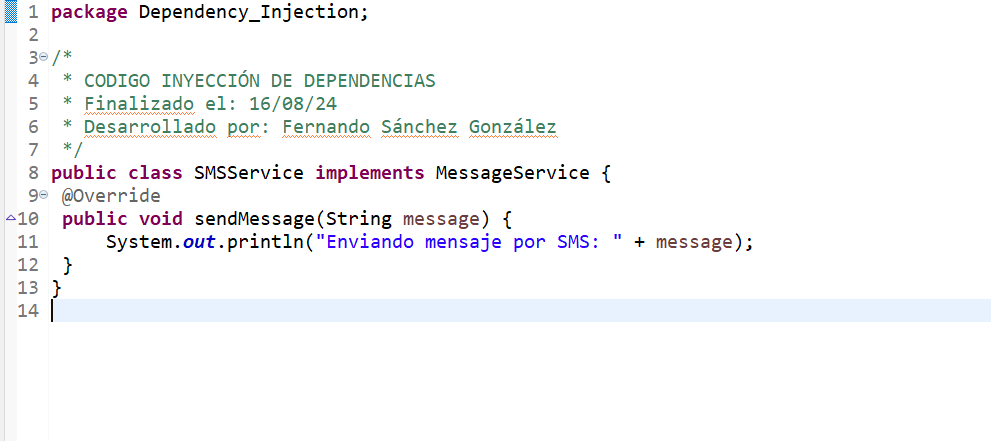 1 package Dependency_Injection;
2
3 /*
4 * CODIGO INYECCIÓN DE DEPENDENCIAS
5 * Finalizado el: 16/08/24
6 * Desarrollado por: Fernando Sánchez González
7 */
8 public class SMSService implements MessageService {
9 @Override
10 public void sendMessage(String message) {
11 System.out.println("Enviando mensaje por SMS: " + message);
12 }
13 }
14